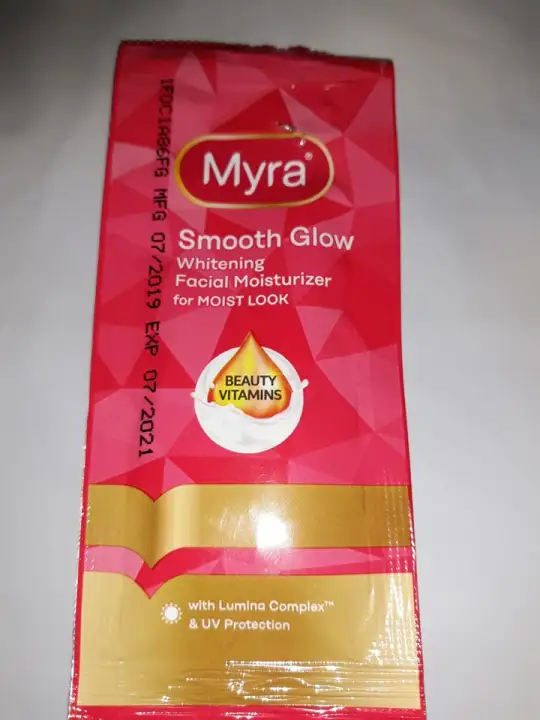 Myra®
Smooth Glow
Whitening
Facial Moisturizer
for MOIST LOOK
BEAUTY
VITAMINS
with Lumina Complex™
& UV Protection
1FOC1A86FG MFG 07/2019 EXP 07/2021